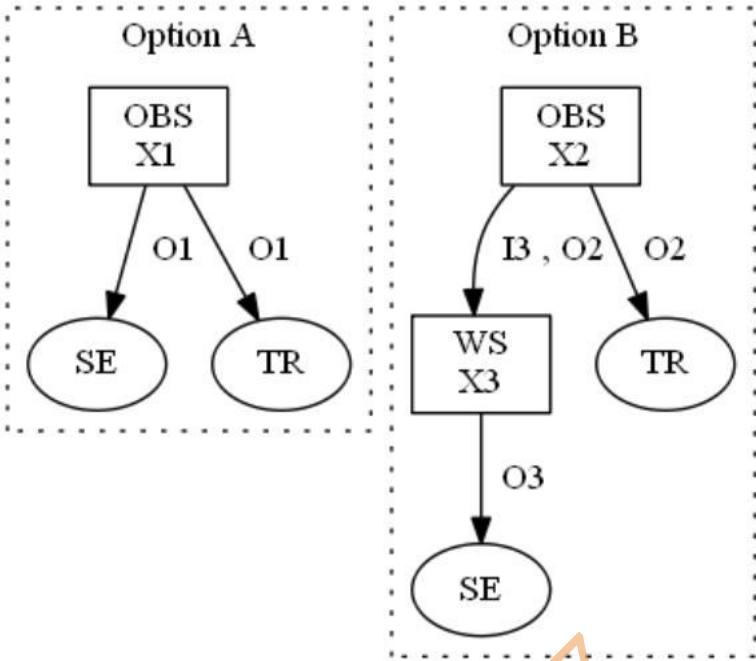 Option A
OBS
X1
O1
O1
SE
TR
Option B
OBS
X2
I3 , O2
O2
WS
X3
TR
O3
SE